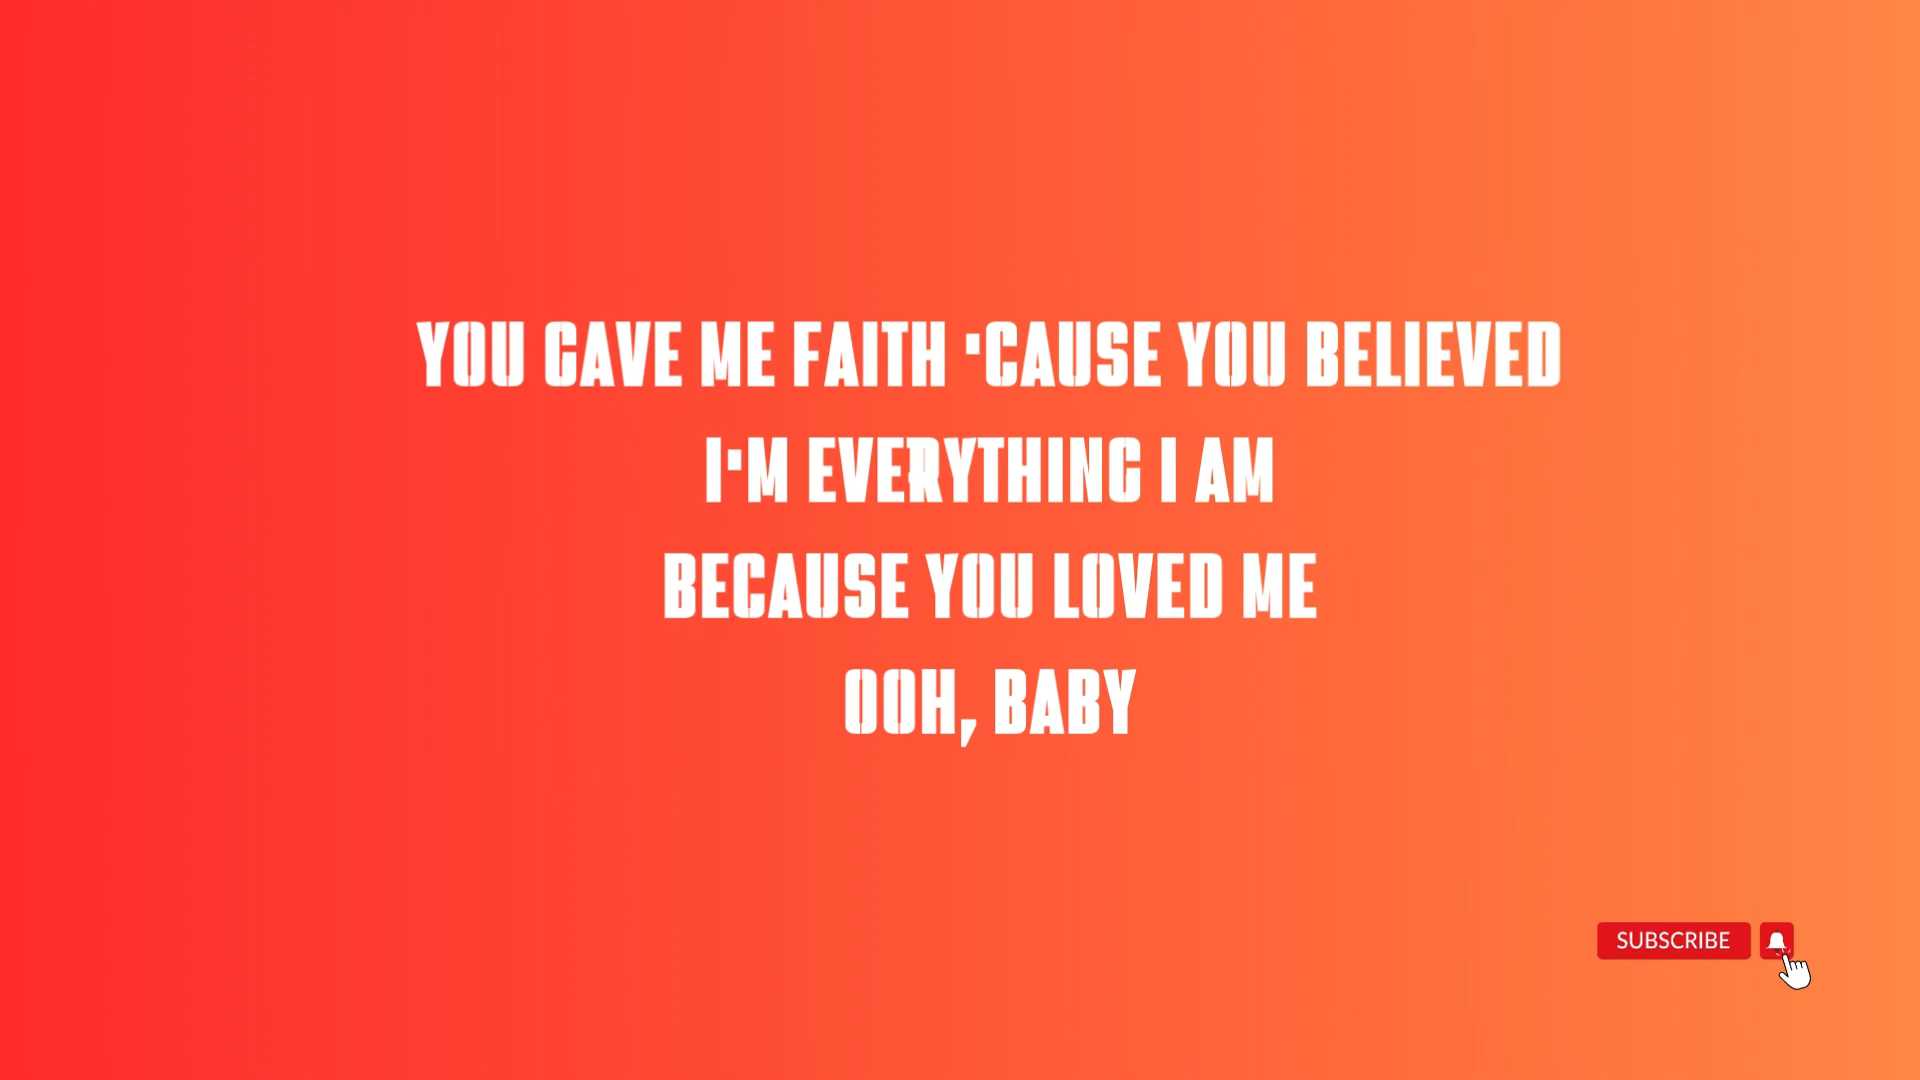 YOU GAVE ME FAITH 'CAUSE YOU BELIEVED
I'M EVERYTHING I AM
BECAUSE YOU LOVED ME
OOH, BABY
SUBSCRIBE